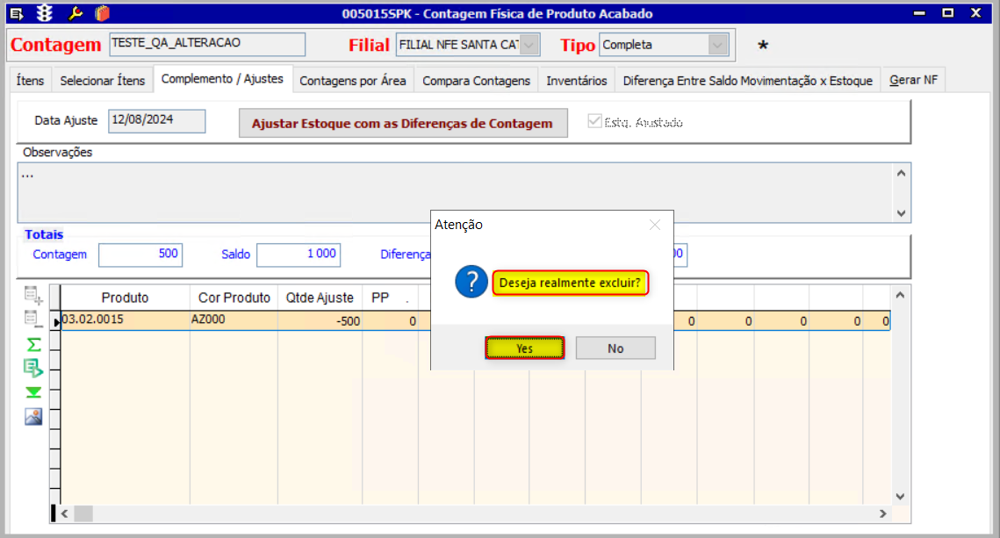 005015SPK - Contagem Física de Produto Acabado
Contagem TESTE_QA_ALTERACAO Filial FILIAL NFE SANTA CAT Tipo Completa *
Ítens Selecionar Ítens Complemento / Ajustes Contagens por Área Compara Contagens Inventários Diferença Entre Saldo Movimentação x Estoque Gerar NF
Data Ajuste 12/08/2024 Ajustar Estoque com as Diferenças de Contagem Estq. Ajustado
Observações
...
Totais
Contagem 500 Saldo 1 000 Diferença
Atenção
Deseja realmente excluir?
Yes No
Produto Cor Produto Qtde Ajuste PP .
03.02.0015 AZ000 -500 0 0 0 0 0 0